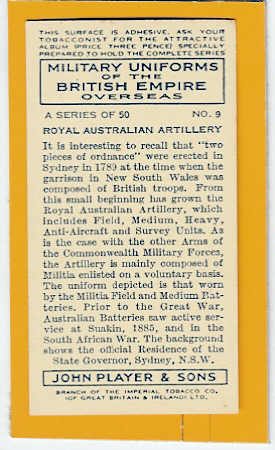 THIS SURFACE IS ADHESIVE. ASK YOUR
TOBACCONIST FOR THE ATTRACTIVE
ALBUM (PRICE THREE PENCE) SPECIALLY
PREPARED TO HOLD THE COMPLETE SERIES
MILITARY UNIFORMS
OF THE
BRITISH EMPIRE
OVERSEAS
A SERIES OF 50 NO. 9
ROYAL AUSTRALIAN ARTILLERY
It is interesting to recall that "two
pieces of ordnance" were erected in
Sydney in 1789 at the time when the
garrison in New South Wales was
composed of British troops. From
this small beginning has grown the
Royal Australian Artillery, which
includes Field, Medium, Heavy,
Anti-Aircraft and Survey Units. As
is the case with the other Arms of the
Commonwealth Military Forces,
the Artillery is mainly composed of
Militia enlisted on a voluntary basis.
The uniform depicted is that worn
by the Militia Field and Medium Bat-
teries. Prior to the Great War,
Australian Batteries saw active ser-
vice at Suakin, 1885, and in the
South African War. The background
shows the official Residence of the
State Governor, Sydney, N.S.W.
JOHN PLAYER & SONS
BRANCH OF THE IMPERIAL TOBACCO CO.
(OF GREAT BRITAIN & IRELAND) LTD.